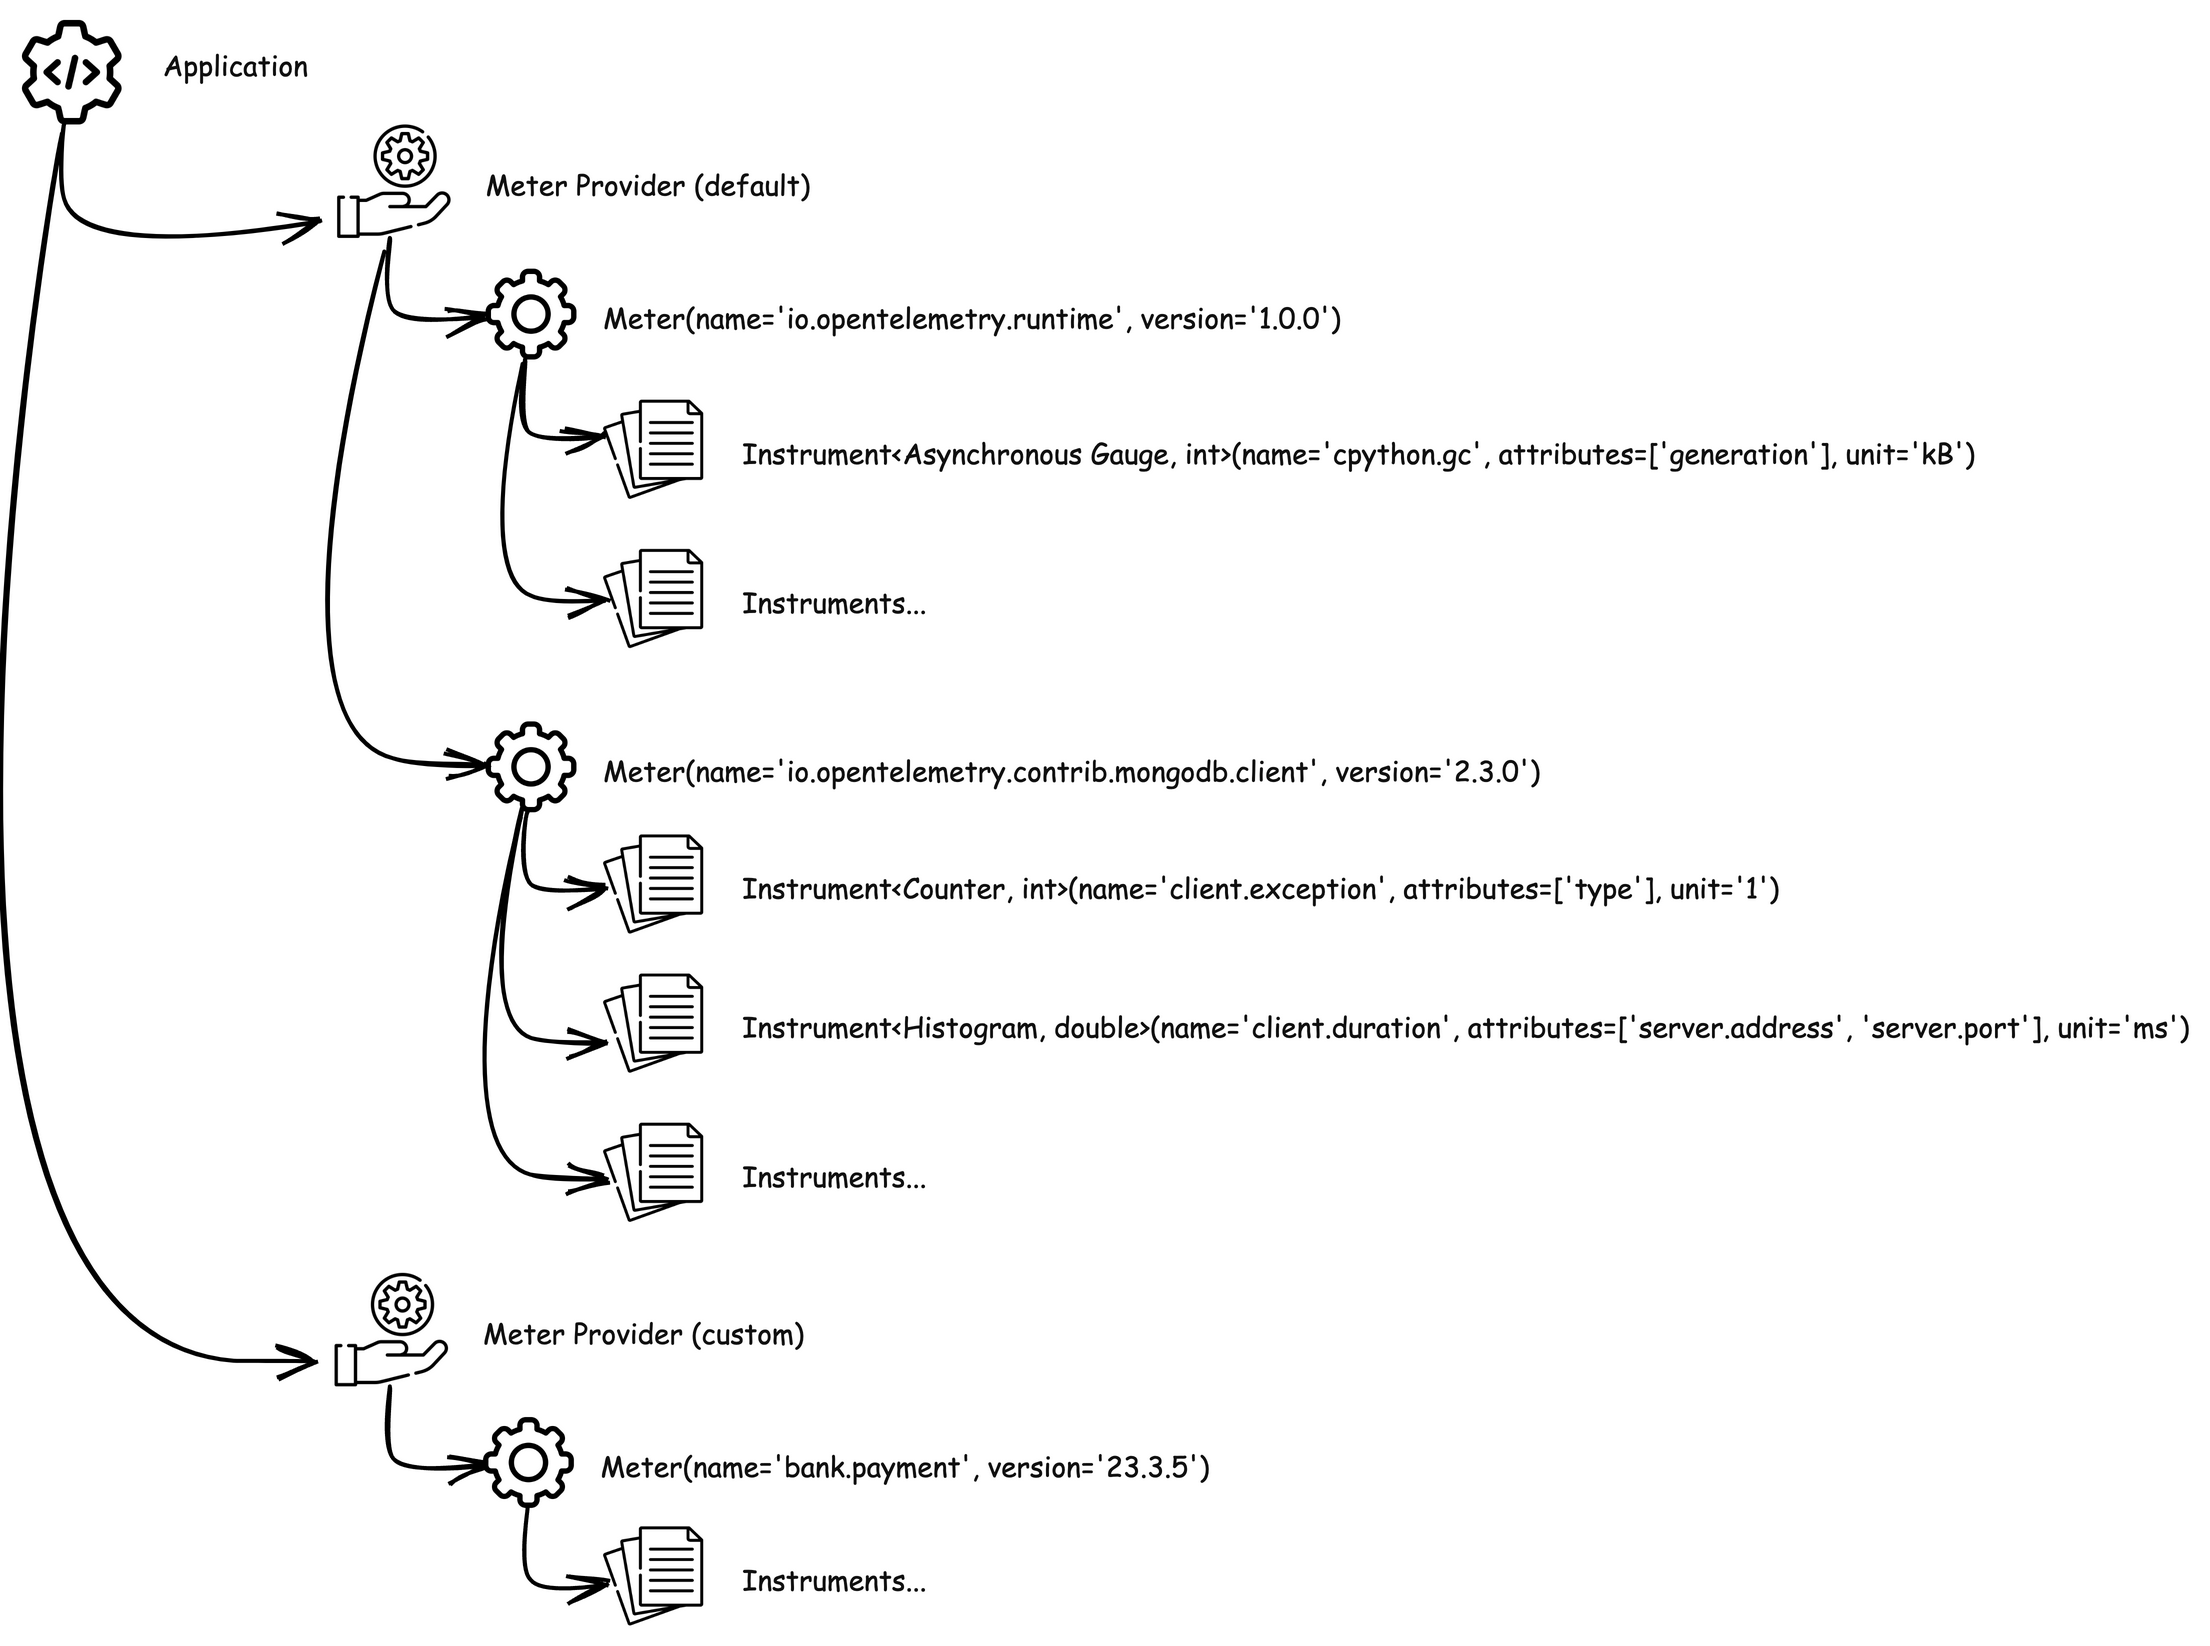 Application
Meter Provider (default)
Meter(name='io.opentelemetry.runtime', version='1.0.0')
Instrument<Asynchronous Gauge, int>(name='cpython.gc', attributes=['generation'], unit='kB')
Instruments...
Meter(name='io.opentelemetry.contrib.mongodb.client', version='2.3.0')
Instrument<Counter, int>(name='client.exception', attributes=['type'], unit='1')
Instrument<Histogram, double>(name='client.duration', attributes=['server.address', 'server.port'], unit='ms')
Instruments...
Meter Provider (custom)
Meter(name='bank.payment', version='23.3.5')
Instruments...